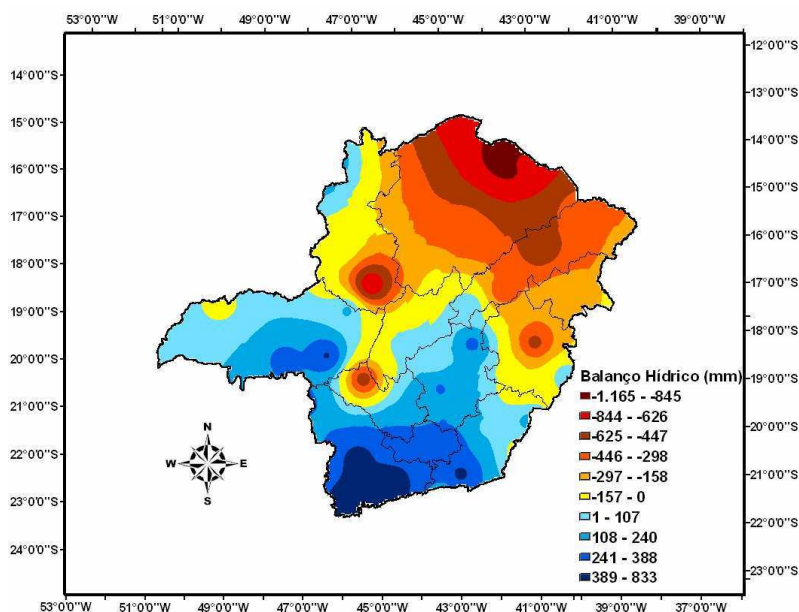 53°0'0"W 51°0'0"W 49°0'0"W 47°0'0"W 45°0'0"W 43°0'0"W 41°0'0"W 39°0'0"W
14°0'0"S
15°0'0"S
16°0'0"S
17°0'0"S
18°0'0"S
19°0'0"S
20°0'0"S
21°0'0"S
22°0'0"S
23°0'0"S
24°0'0"S
12°0'0"S
13°0'0"S
14°0'0"S
15°0'0"S
16°0'0"S
17°0'0"S
18°0'0"S
19°0'0"S
20°0'0"S
21°0'0"S
22°0'0"S
23°0'0"S
N
W E
S
Balanço Hídrico (mm)
-1.165 - -845
-844 - -626
-625 - -447
-446 - -298
-297 - -158
-157 - 0
1 - 107
108 - 240
241 - 388
389 - 833
53°0'0"W 51°0'0"W 49°0'0"W 47°0'0"W 45°0'0"W 43°0'0"W 41°0'0"W